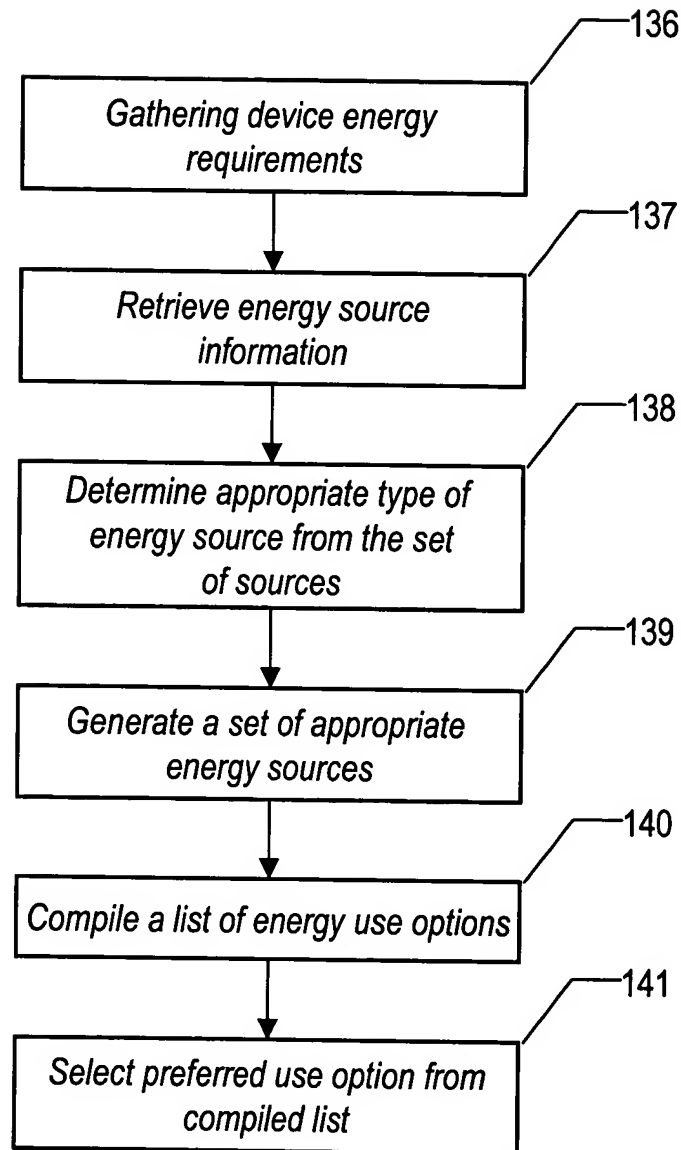 136
Gathering device energy
requirements
137
Retrieve energy source
information
138
Determine appropriate type of
energy source from the set
of sources
139
Generate a set of appropriate
energy sources
140
Compile a list of energy use options
141
Select preferred use option from
compiled list